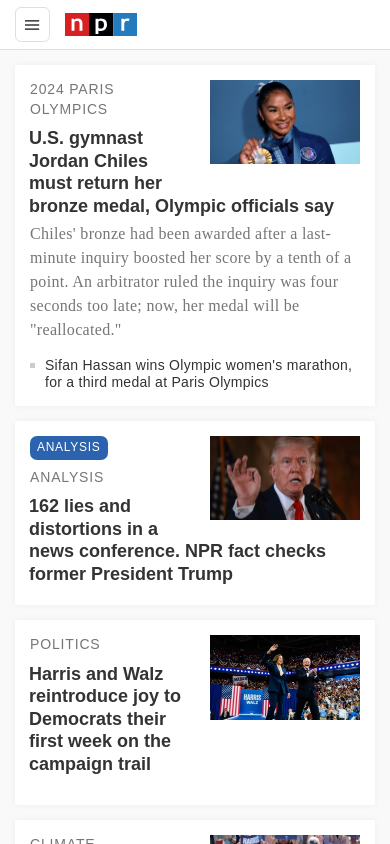 npr
2024 PARIS
OLYMPICS
U.S. gymnast
Jordan Chiles
must return her
bronze medal, Olympic officials say
Chiles' bronze had been awarded after a last-
minute inquiry boosted her score by a tenth of a
point. An arbitrator ruled the inquiry was four
seconds too late; now, her medal will be
"reallocated."
Sifan Hassan wins Olympic women's marathon,
for a third medal at Paris Olympics
ANALYSIS
ANALYSIS
162 lies and
distortions in a
news conference. NPR fact checks
former President Trump
POLITICS
Harris and Walz
reintroduce joy to
Democrats their
first week on the
campaign trail
HARRIS
WALZ
CLIMATE